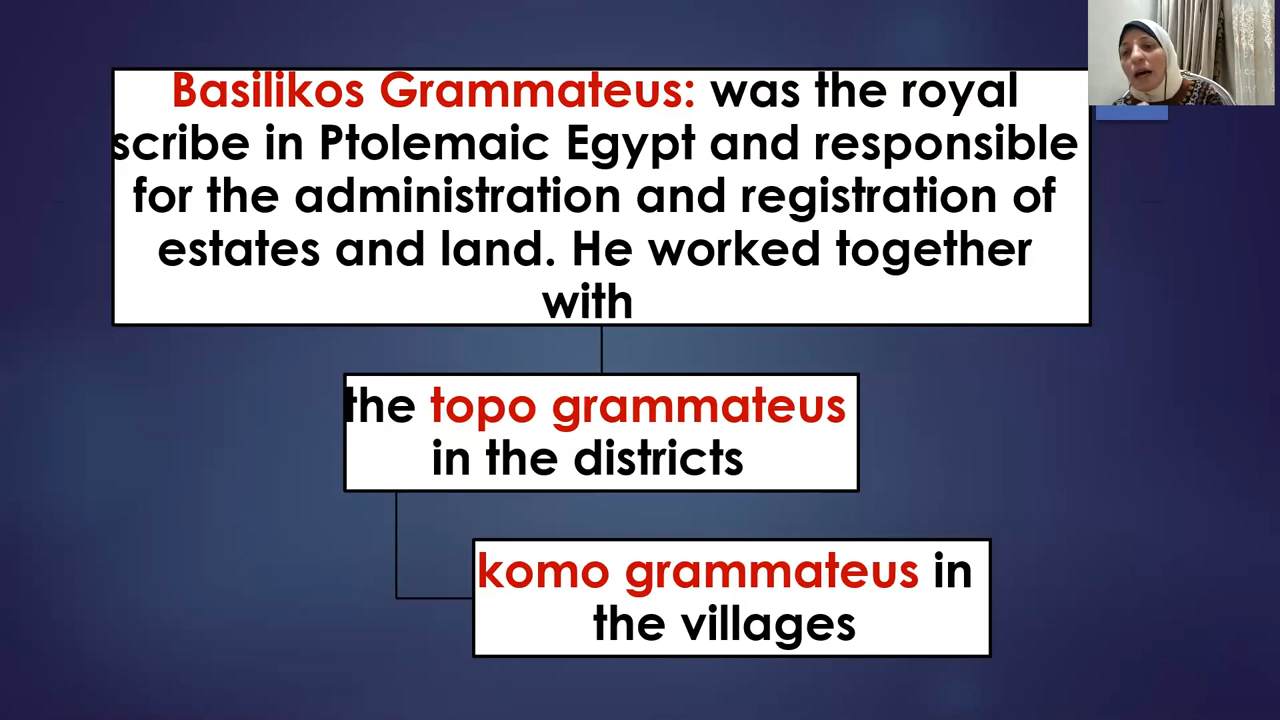 Basilikos Grammateus: was the royal
scribe in Ptolemaic Egypt and responsible
for the administration and registration of
estates and land. He worked together
with
the topo grammateus
in the districts
komo grammateus in
the villages